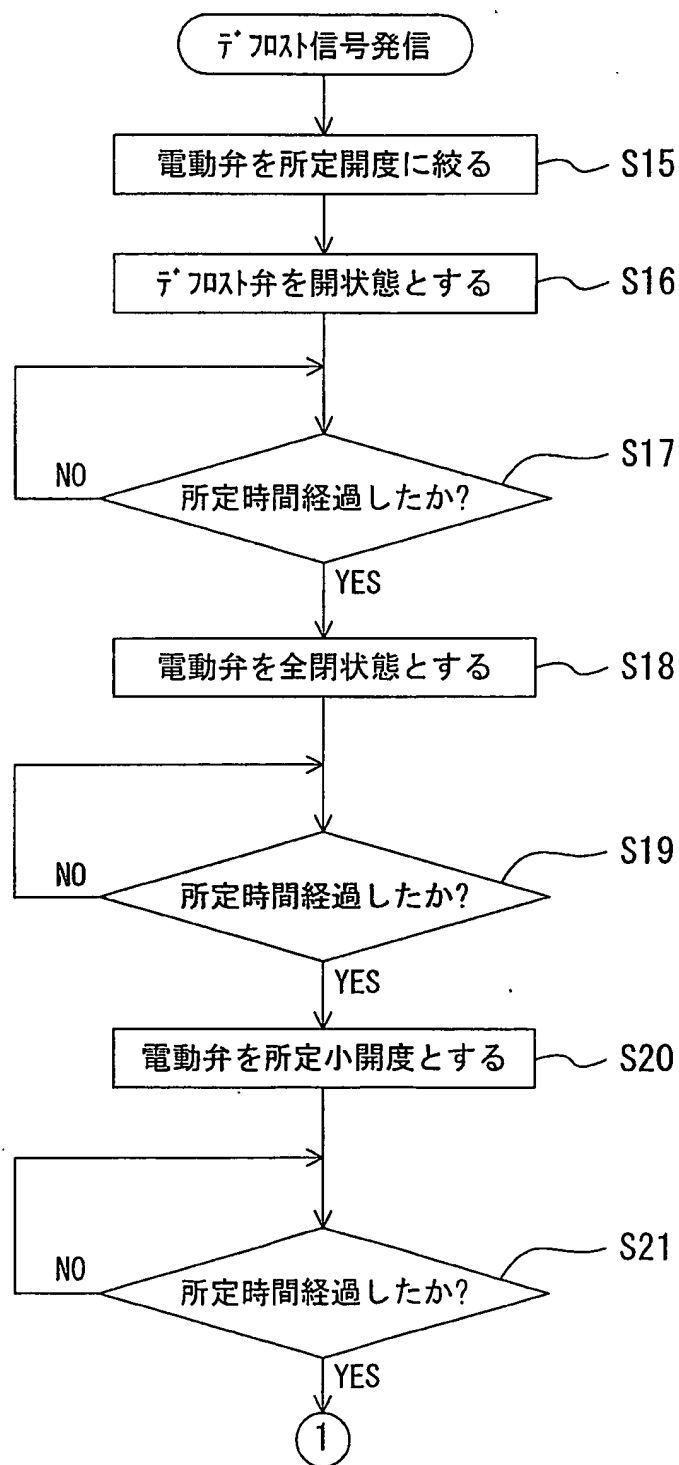 デフロスト信号発信
電動弁を所定開度に絞る
S15
デフロスト弁を開状態とする
S16
所定時間経過したか?
S17
NO
YES
電動弁を全閉状態とする
S18
所定時間経過したか?
S19
NO
YES
電動弁を所定小開度とする
S20
所定時間経過したか?
S21
NO
YES
1